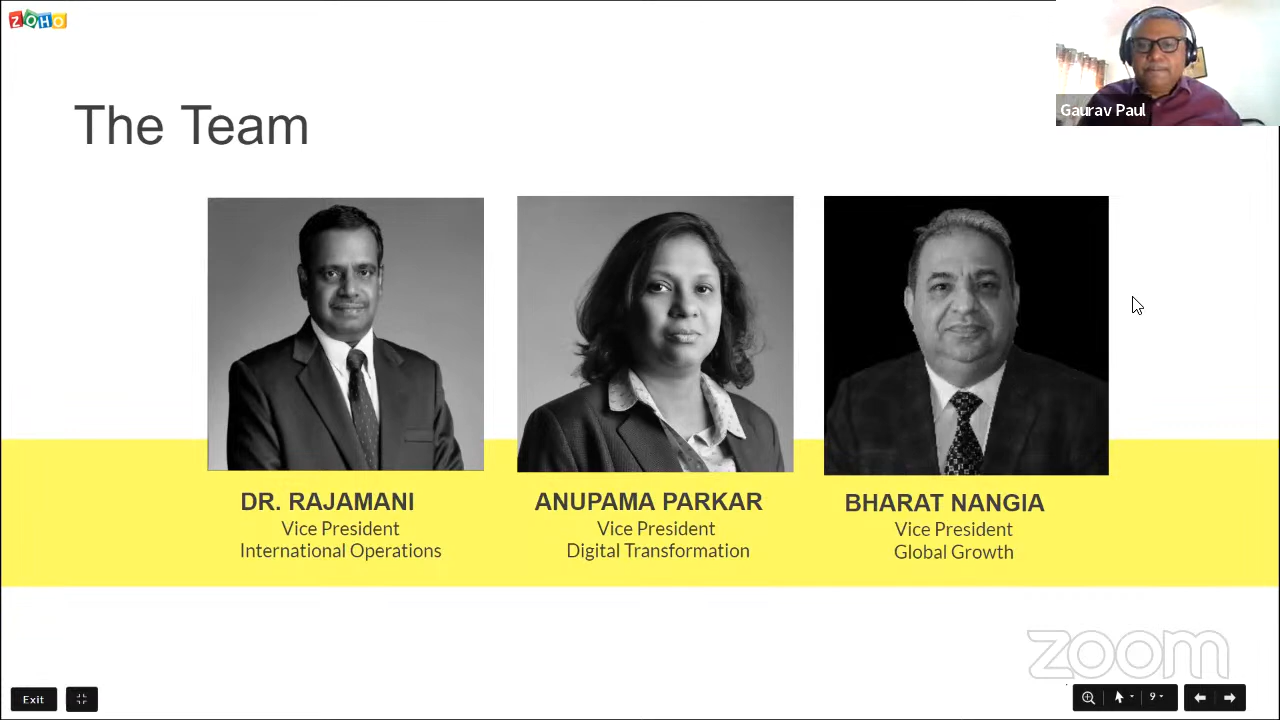 ZOHO
Gaurav Paul
The Team
DR. RAJAMANI
Vice President
International Operations
ANUPAMA PARKAR
Vice President
Digital Transformation
BHARAT NANGIA
Vice President
Global Growth
zoom
Exit
9